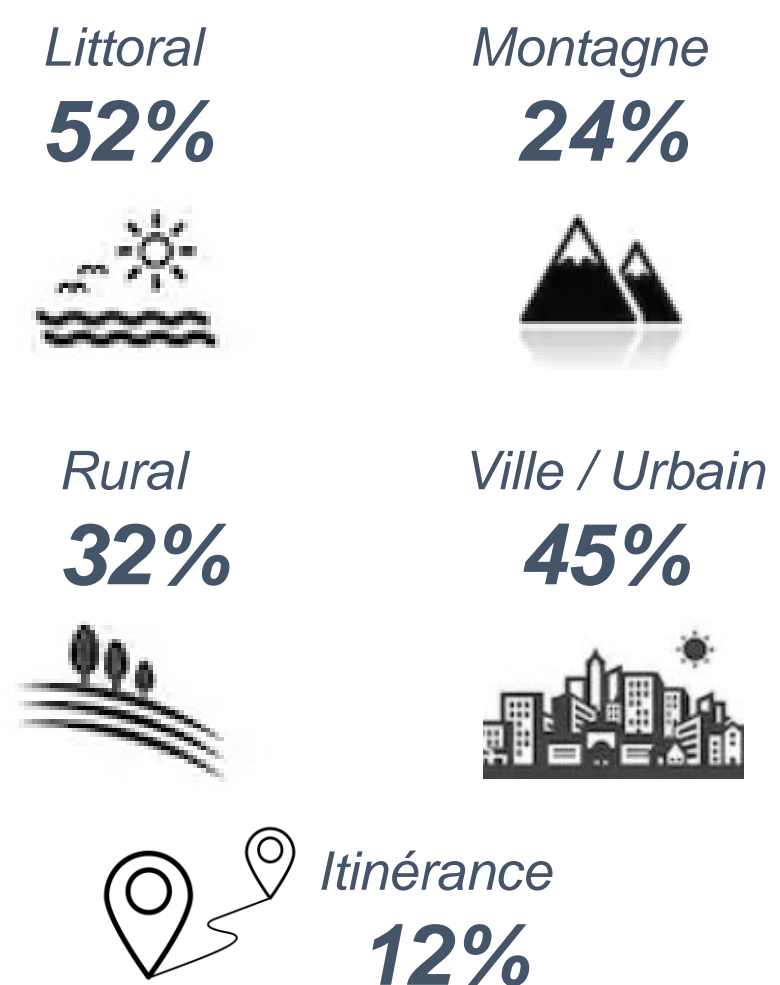 Littoral
52%
Montagne
24%
Rural
32%
Ville / Urbain
45%
Itinérance
12%